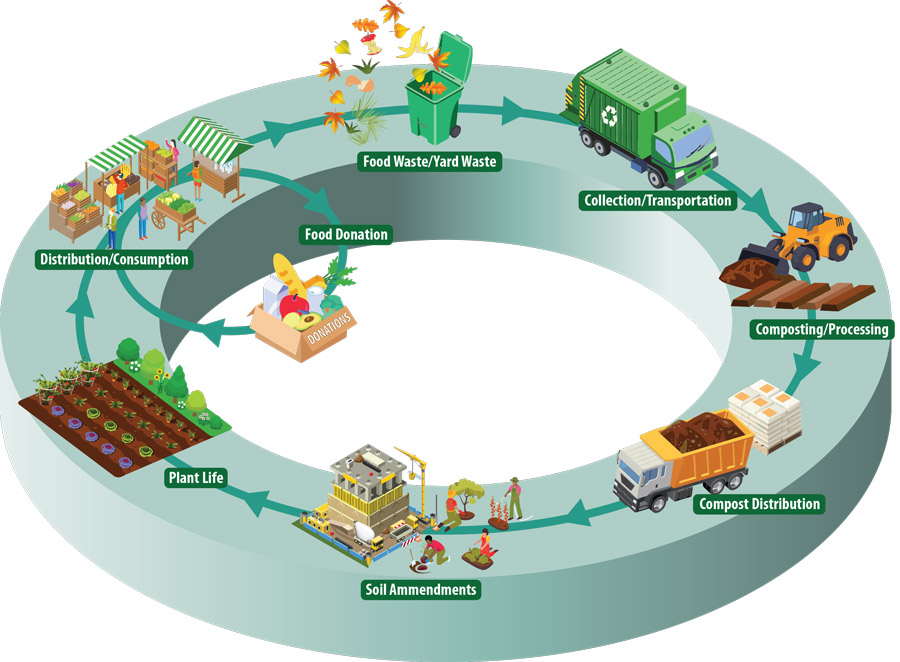 Food Waste/Yard Waste
Collection/Transportation
Food Donation
Distribution/Consumption
DONATIONS
Composting/Processing
Plant Life
Compost Distribution
Soil Ammendments